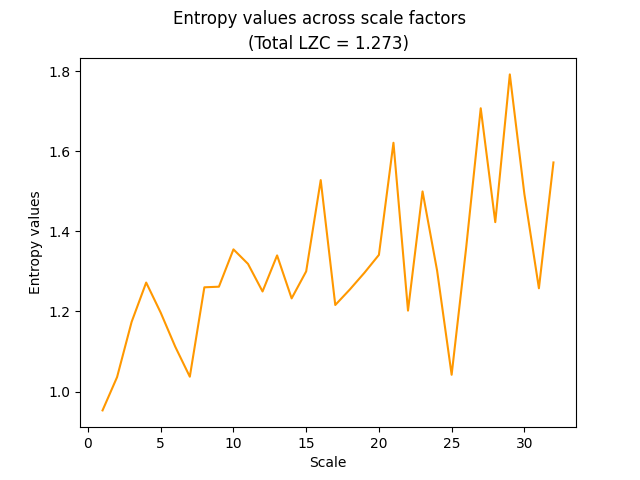 Entropy values across scale factors
(Total LZC = 1.273)
1.8
1.6
1.4
1.2
1.0
Entropy values
0 5 10 15 20 25 30
Scale